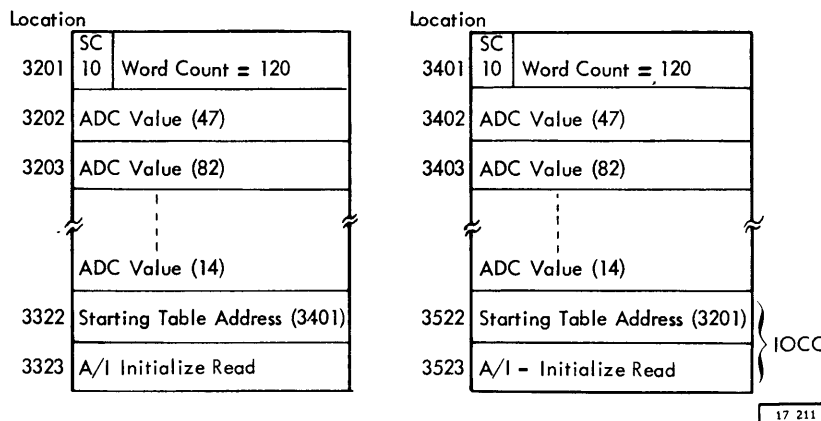 Location
SC
3201 10 Word Count = 120
3202 ADC Value (47)
3203 ADC Value (82)
ADC Value (14)
3322 Starting Table Address (3401)
3323 A/I Initialize Read
Location
SC
3401 10 Word Count = 120
3402 ADC Value (47)
3403 ADC Value (82)
ADC Value (14)
3522 Starting Table Address (3201)
3523 A/I - Initialize Read
IOCC
17 211